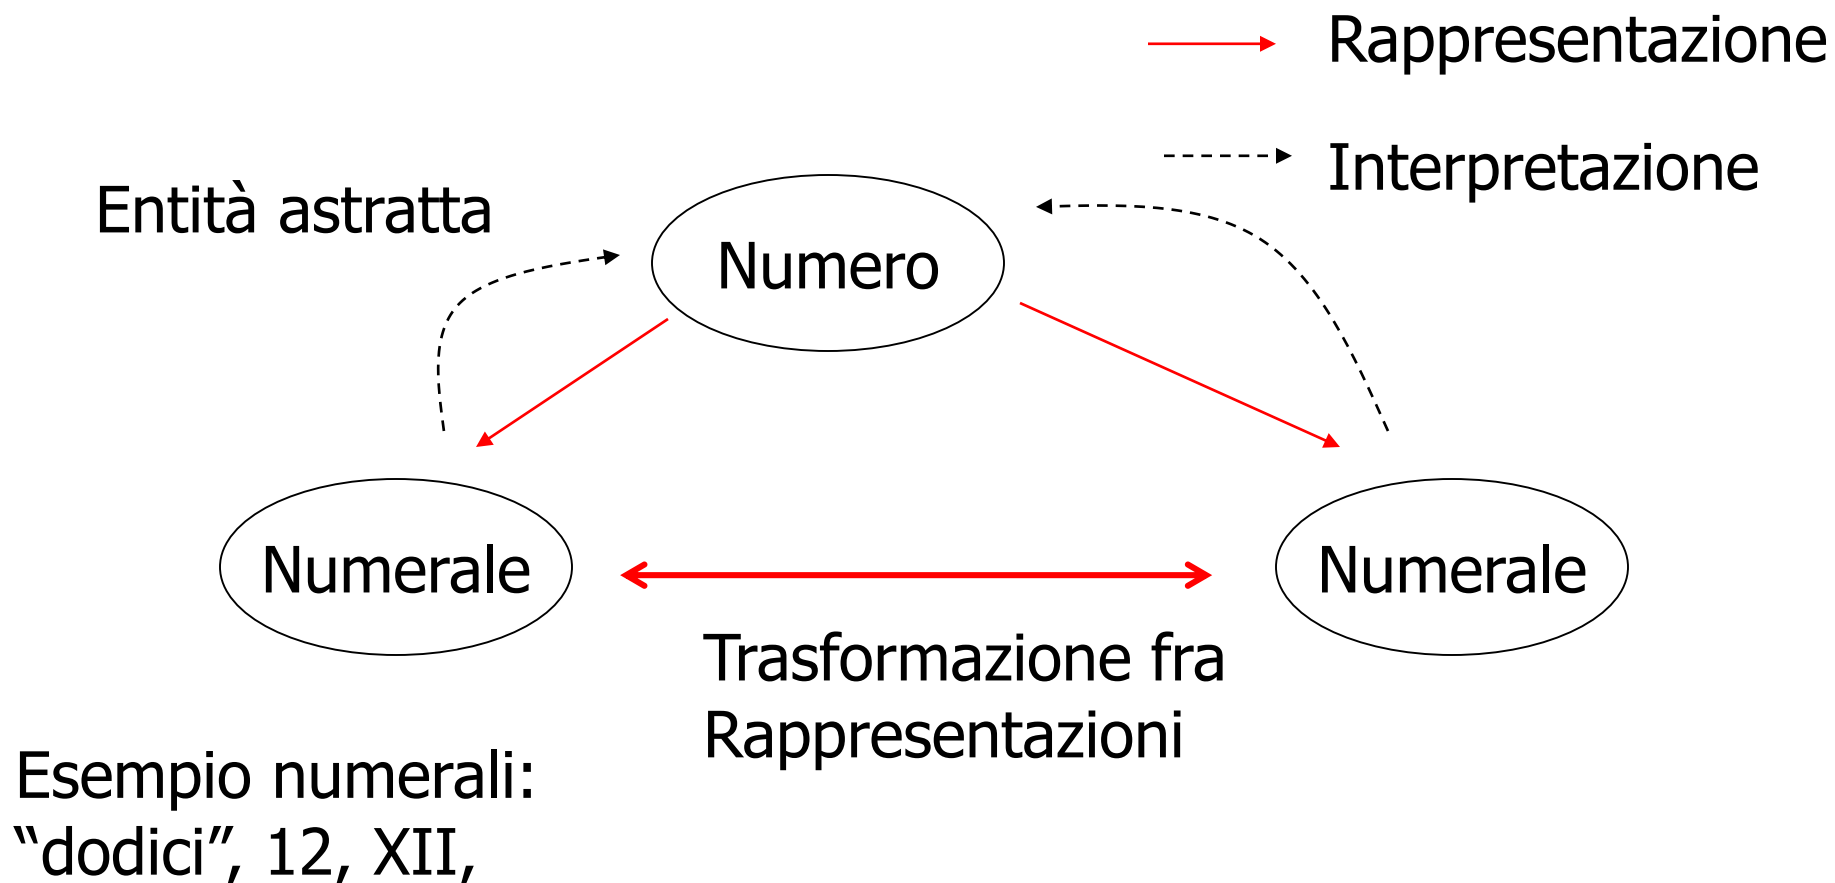 Rappresentazione
Interpretazione
Entità astratta
Numero
Numerale
Numerale
Trasformazione fra
Rappresentazioni
Esempio numerali:
“dodici”, 12, XII,